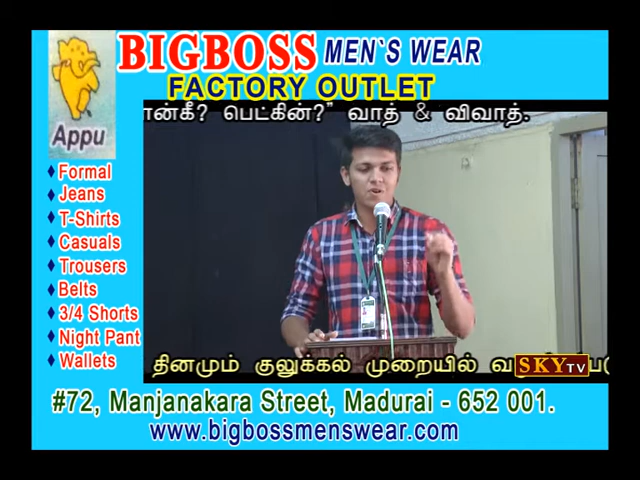 BIGBOSS MEN`S WEAR
FACTORY OUTLET
Appu
பெட்கின்?" வாத் & விவாத்.
♦ Formal
♦ Jeans
♦ T-Shirts
♦ Casuals
♦ Trousers
♦ Belts
♦ 3/4 Shorts
♦ Night Pant
♦ Wallets
தினமும் குலுக்கல் முறையில்
SKY TV
#72, Manjanakara Street, Madurai - 652 001.
www.bigbossmenswear.com